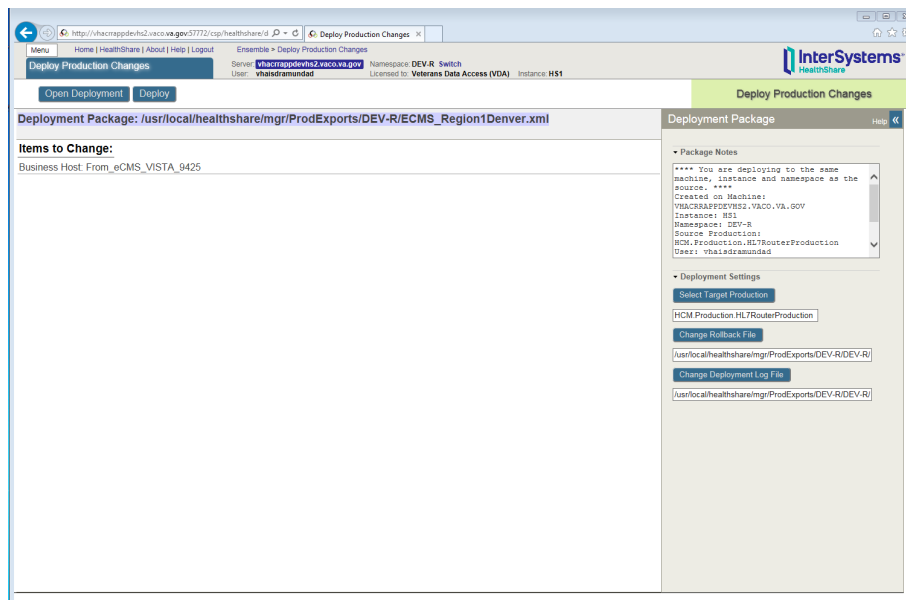 http://vhacrrappdevhs2.vaco.va.gov:57772/csp/healthshare/d
Deploy Production Changes
Menu
Home | HealthShare | About | Help | Logout
Ensemble > Deploy Production Changes
Deploy Production Changes
Server: vhacrrappdevhs2.vaco.va.gov Namespace: DEV-R Switch
User: vhaisdramundad Licensed to: Veterans Data Access (VDA) Instance: HS1
InterSystems
HealthShare
Open Deployment
Deploy
Deploy Production Changes
Deployment Package: /usr/local/healthshare/mgr/ProdExports/DEV-R/ECMS_Region1Denver.xml
Items to Change:
Business Host: From_eCMS_VISTA_9425
Deployment Package
Help
Package Notes
**** You are deploying to the same
machine, instance and namespace as the
source. ****
Created on Machine:
VHACRRAPPDEVHS2.VACO.VA.GOV
Instance: HS1
Namespace: DEV-R
Source Production:
HCM.Production.HL7RouterProduction
User: vhaisdramundad
Deployment Settings
Select Target Production
HCM.Production.HL7RouterProduction
Change Rollback File
/usr/local/healthshare/mgr/ProdExports/DEV-R/DEV-R/
Change Deployment Log File
/usr/local/healthshare/mgr/ProdExports/DEV-R/DEV-R/